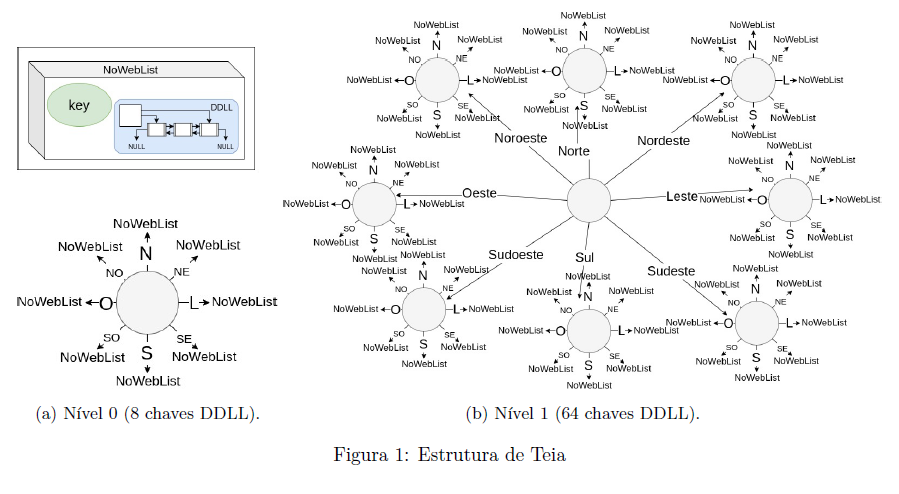 NoWebList
key
DDLL
NULL
NULL
NoWebList
NoWebList
N
NoWebList
NO
NE
NoWebList
O
L
NoWebList
SO
SE
NoWebList
S
NoWebList
NoWebList
(a) Nível 0 (8 chaves DDLL).
NoWebList
NoWebList
N
NoWebList
NO
NE
NoWebList
O
L
NoWebList
SO
SE
NoWebList
S
NoWebList
NoWebList
Noroeste
NoWebList
NoWebList
N
NoWebList
NO
NE
NoWebList
O
L
NoWebList
SO
SE
NoWebList
S
NoWebList
NoWebList
Norte
NoWebList
NoWebList
N
NoWebList
NO
NE
NoWebList
O
L
NoWebList
SO
SE
NoWebList
S
NoWebList
NoWebList
Nordeste
NoWebList
NoWebList
N
NoWebList
NO
NE
NoWebList
O
L
NoWebList
SO
SE
NoWebList
S
NoWebList
NoWebList
Oeste
NoWebList
NoWebList
N
NoWebList
NO
NE
NoWebList
O
L
NoWebList
SO
SE
NoWebList
S
NoWebList
NoWebList
Leste
NoWebList
NoWebList
N
NoWebList
NO
NE
NoWebList
O
L
NoWebList
SO
SE
NoWebList
S
NoWebList
NoWebList
Sudoeste
NoWebList
NoWebList
N
NoWebList
NO
NE
NoWebList
O
L
NoWebList
SO
SE
NoWebList
S
NoWebList
NoWebList
Sul
NoWebList
NoWebList
N
NoWebList
NO
NE
NoWebList
O
L
NoWebList
SO
SE
NoWebList
S
NoWebList
NoWebList
Sudeste
(b) Nível 1 (64 chaves DDLL).
Figura 1: Estrutura de Teia